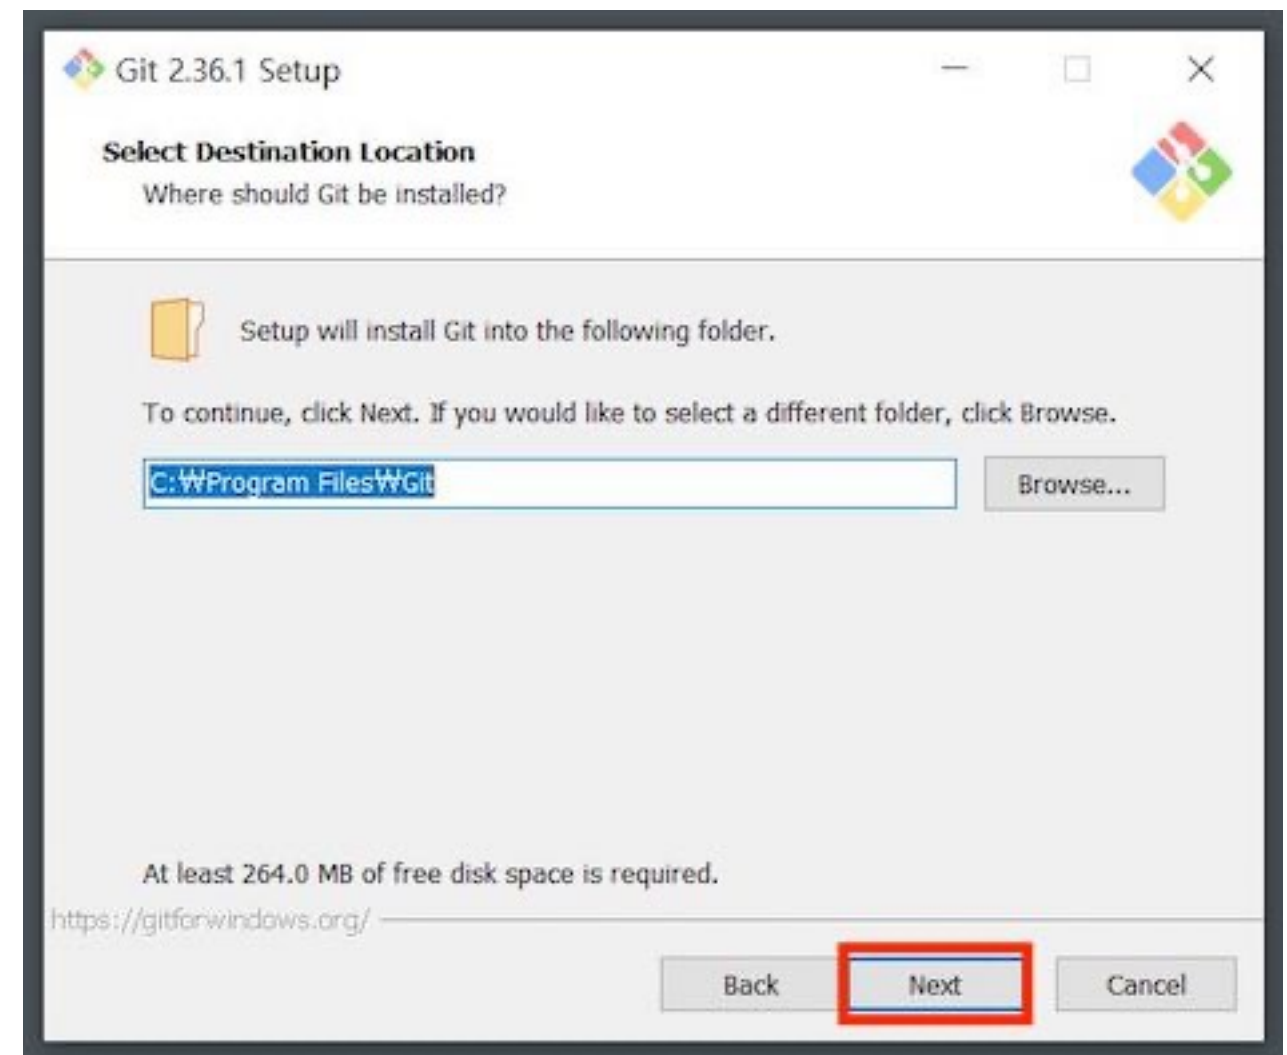 Git 2.36.1 Setup
Select Destination Location
Where should Git be installed?
Setup will install Git into the following folder.
To continue, click Next. If you would like to select a different folder, click Browse.
C:₩Program Files₩Git
Browse...
At least 264.0 MB of free disk space is required.
https://gitforwindows.org/
Back Next Cancel